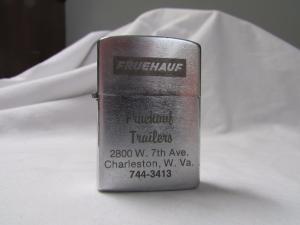 FRUEHAUF
Fruehauf
Trailers
2800 W. 7th Ave.
Charleston, W. Va.
744-3413